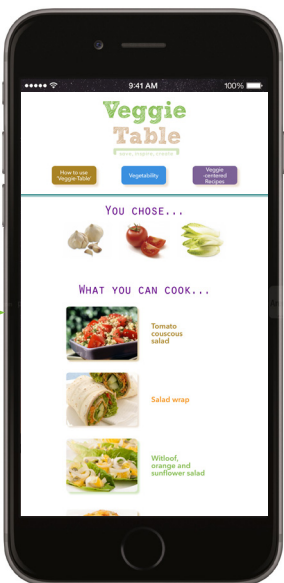 9:41 AM
100%
Veggie
Table
How to use
'Veggie-Table'
Vegetability
Veggie
-centered
Recipes
You chose...
What you can cook...
Tomato
couscous
salad
Salad wrap
Witloof,
orange and
sunflower salad